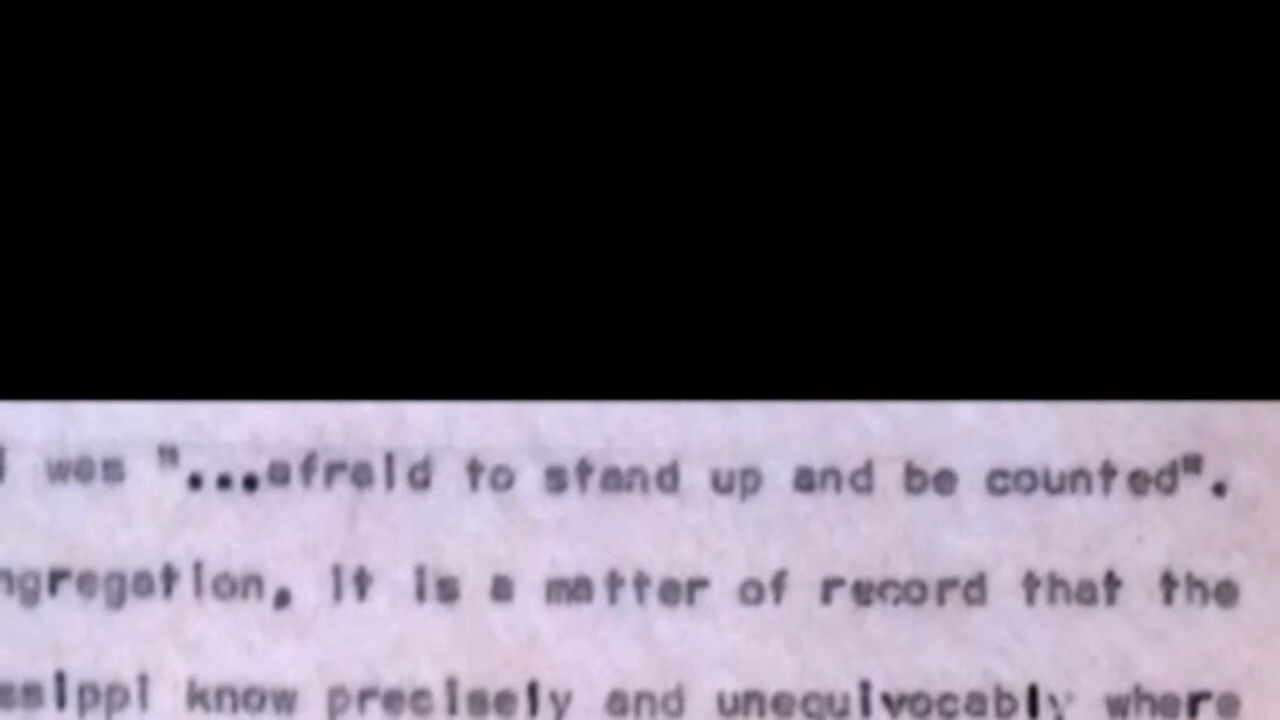 was "...afraid to stand up and be counted".
ngregation, it is a matter of record that the
ssippi know precisely and unequivocably where